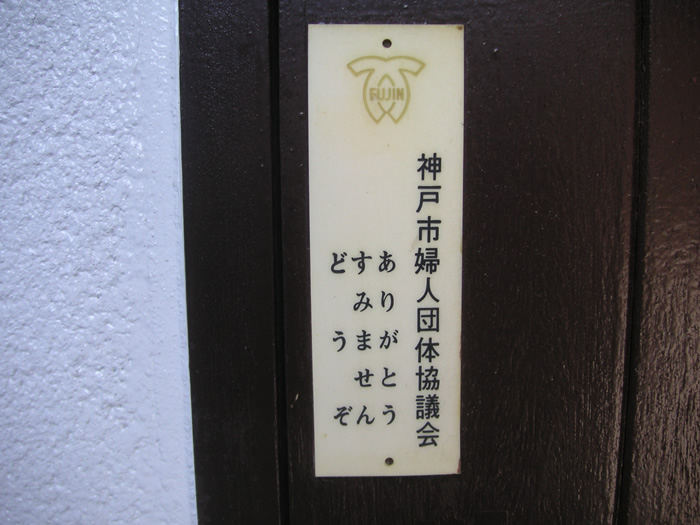 FUJIN
神戸市婦人団体協議会
ありがとう
すみません
どうぞ